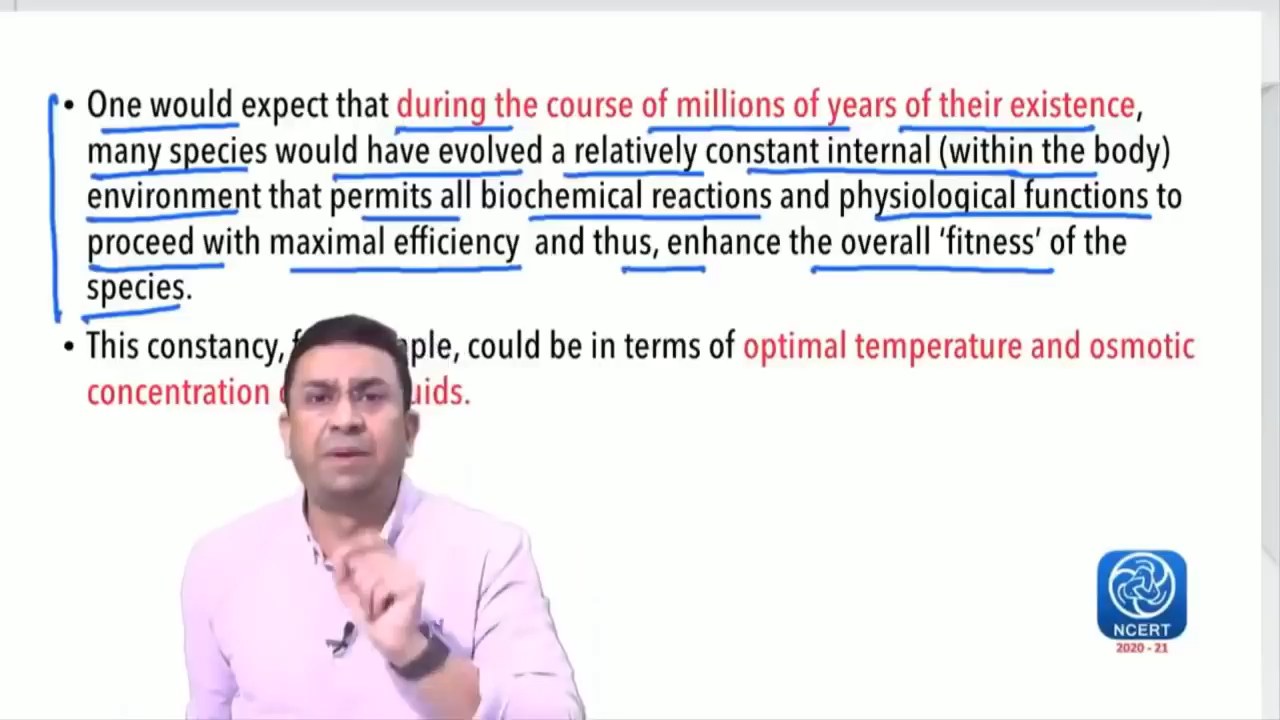 • One would expect that during the course of millions of years of their existence,
many species would have evolved a relatively constant internal (within the body)
environment that permits all biochemical reactions and physiological functions to
proceed with maximal efficiency and thus, enhance the overall ‘fitness’ of the
species.
• This constancy, could be in terms of optimal temperature and osmotic
concentration
NCERT
2020 - 21